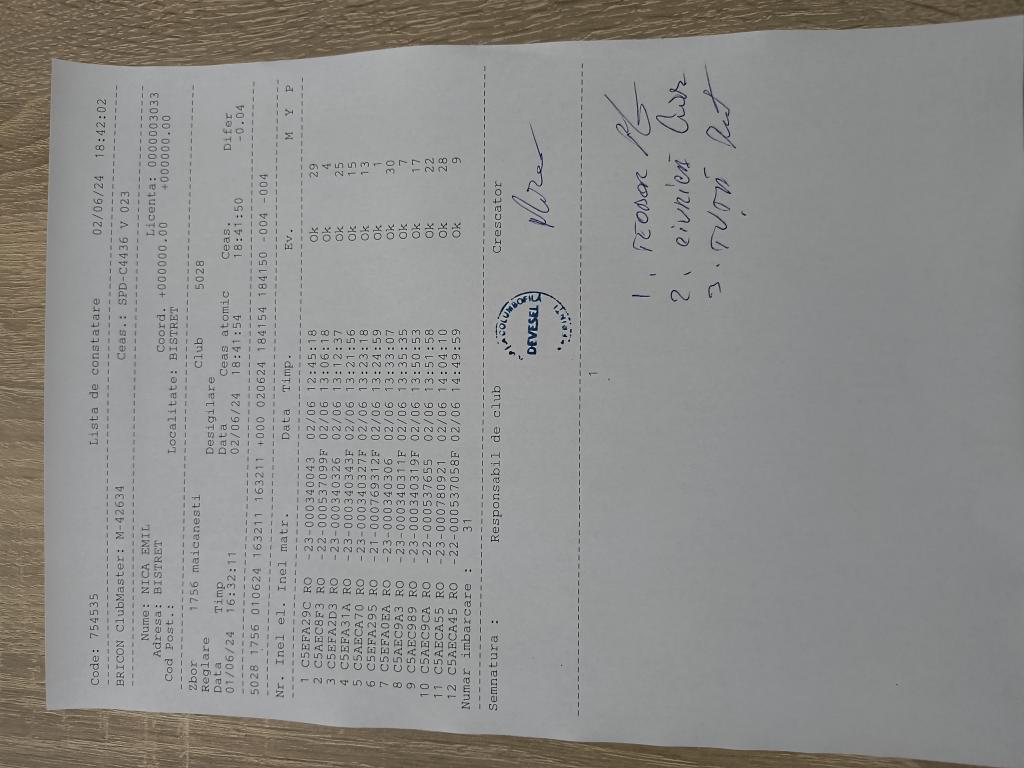 Code: 754535 Lista de constatare 02/06/24 18:42:02
BRICON ClubMaster: M-42634 Ceas.: SPD-C4436 V 023
Nume: NICA EMIL Licenta: 0000003033
Adresa: BISTRET Coord. +000000.00 +000000.00
Cod Post.: Localitate: BISTRET
Zbor 1756 maicanesti Club 5028
Reglare Desigilare
Data Timp Data Ceas atomic Ceas. Difer
01/06/24 16:32:11 02/06/24 18:41:54 18:41:50 -0.04
5028 1756 010624 163211 163211 +000 020624 184154 184150 -004 -004
Nr. Inel el. Inel matr. Data Timp. Ev. M Y P
1 C5EFA29C RO -23-000340043 02/06 12:45:18 Ok 29
2 C5AEC8F3 RO -22-000537099F 02/06 13:06:18 Ok 4
3 C5EFA2D3 RO -23-000340326 02/06 13:12:37 Ok 25
4 C5EFA31A RO -23-000340343F 02/06 13:21:56 Ok 15
5 C5AECA70 RO -23-000340327F 02/06 13:23:18 Ok 13
6 C5EFA295 RO -21-000769312F 02/06 13:24:59 Ok 1
7 C5EFA0EA RO -23-000340306 02/06 13:33:07 Ok 30
8 C5AEC9A3 RO -23-000340311F 02/06 13:35:35 Ok 7
9 C5AEC989 RO -23-000340319F 02/06 13:50:53 Ok 17
10 C5AEC9CA RO -22-000537655 02/06 13:51:58 Ok 22
11 C5AECA55 RO -23-000780921 02/06 14:04:10 Ok 28
12 C5AECA45 RO -22-000537058F 02/06 14:49:59 Ok 9
Numar imbarcare : 31
Semnatura : Responsabil de club Crescator
DEVESEL
1
1. TEODOR
2.
3.